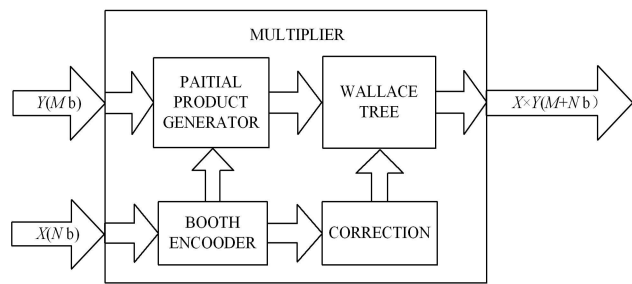 MULTIPLIER
Y(M b)
PAITIAL
PRODUCT
GENERATOR
WALLACE
TREE
X×Y(M+N b)
X(N b)
BOOTH
ENCOODER
CORRECTION